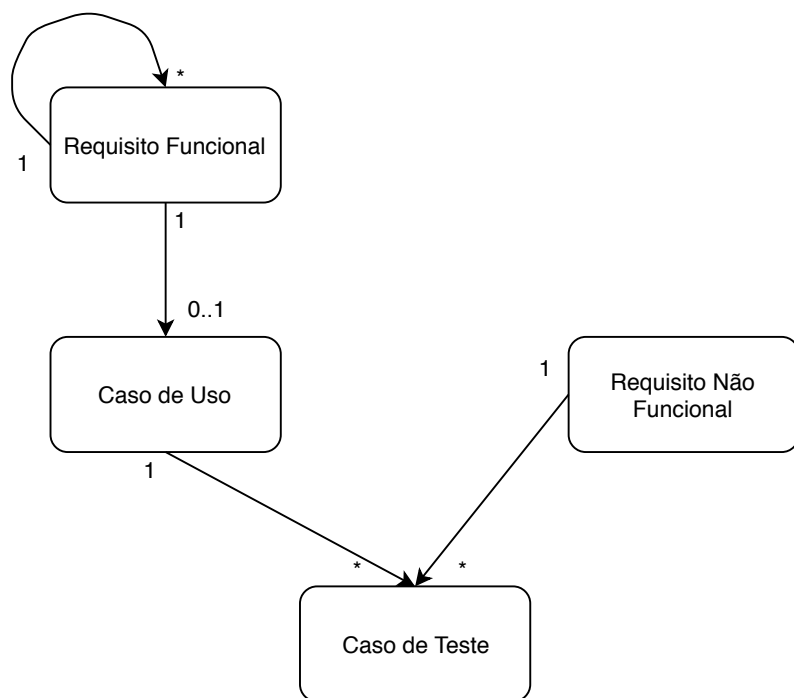 *
Requisito Funcional
1
1
0..1
Caso de Uso
1
Requisito Não
Funcional
1
*
*
Caso de Teste